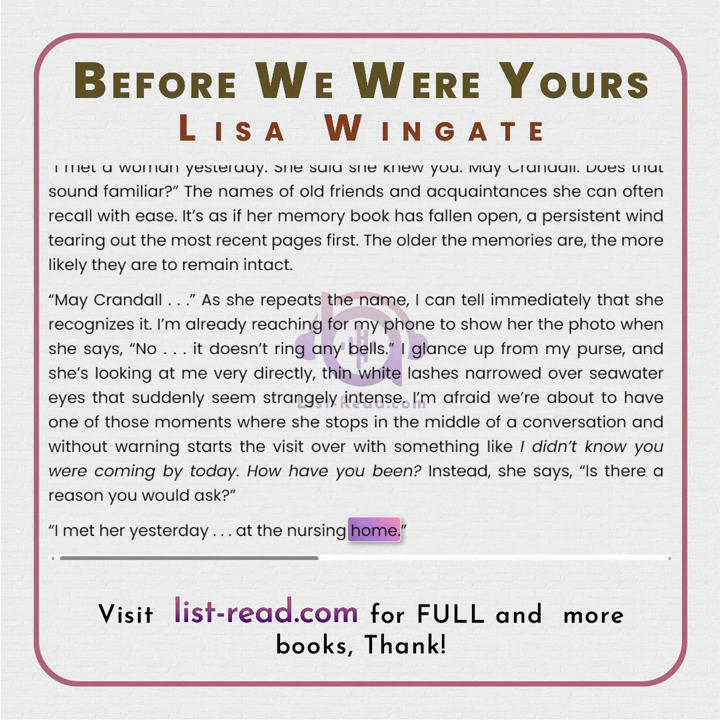 BEFORE WE WERE YOURS
LISA WINGATE
“I met a woman yesterday. She said she knew you. May Crandall. Does that
sound familiar?” The names of old friends and acquaintances she can often
recall with ease. It’s as if her memory book has fallen open, a persistent wind
tearing out the most recent pages first. The older the memories are, the more
likely they are to remain intact.
“May Crandall . . .” As she repeats the name, I can tell immediately that she
recognizes it. I’m already reaching for my phone to show her the photo when
she says, “No . . . it doesn’t ring any bells.” I glance up from my purse, and
she’s looking at me very directly, thin white lashes narrowed over seawater
eyes that suddenly seem strangely intense. I’m afraid we’re about to have
List-Read.com
one of those moments where she stops in the middle of a conversation and
without warning starts the visit over with something like I didn’t know you
were coming by today. How have you been? Instead, she says, “Is there a
reason you would ask?”
“I met her yesterday . . . at the nursing home.”
Visit list-read.com for FULL and more
books, Thank!